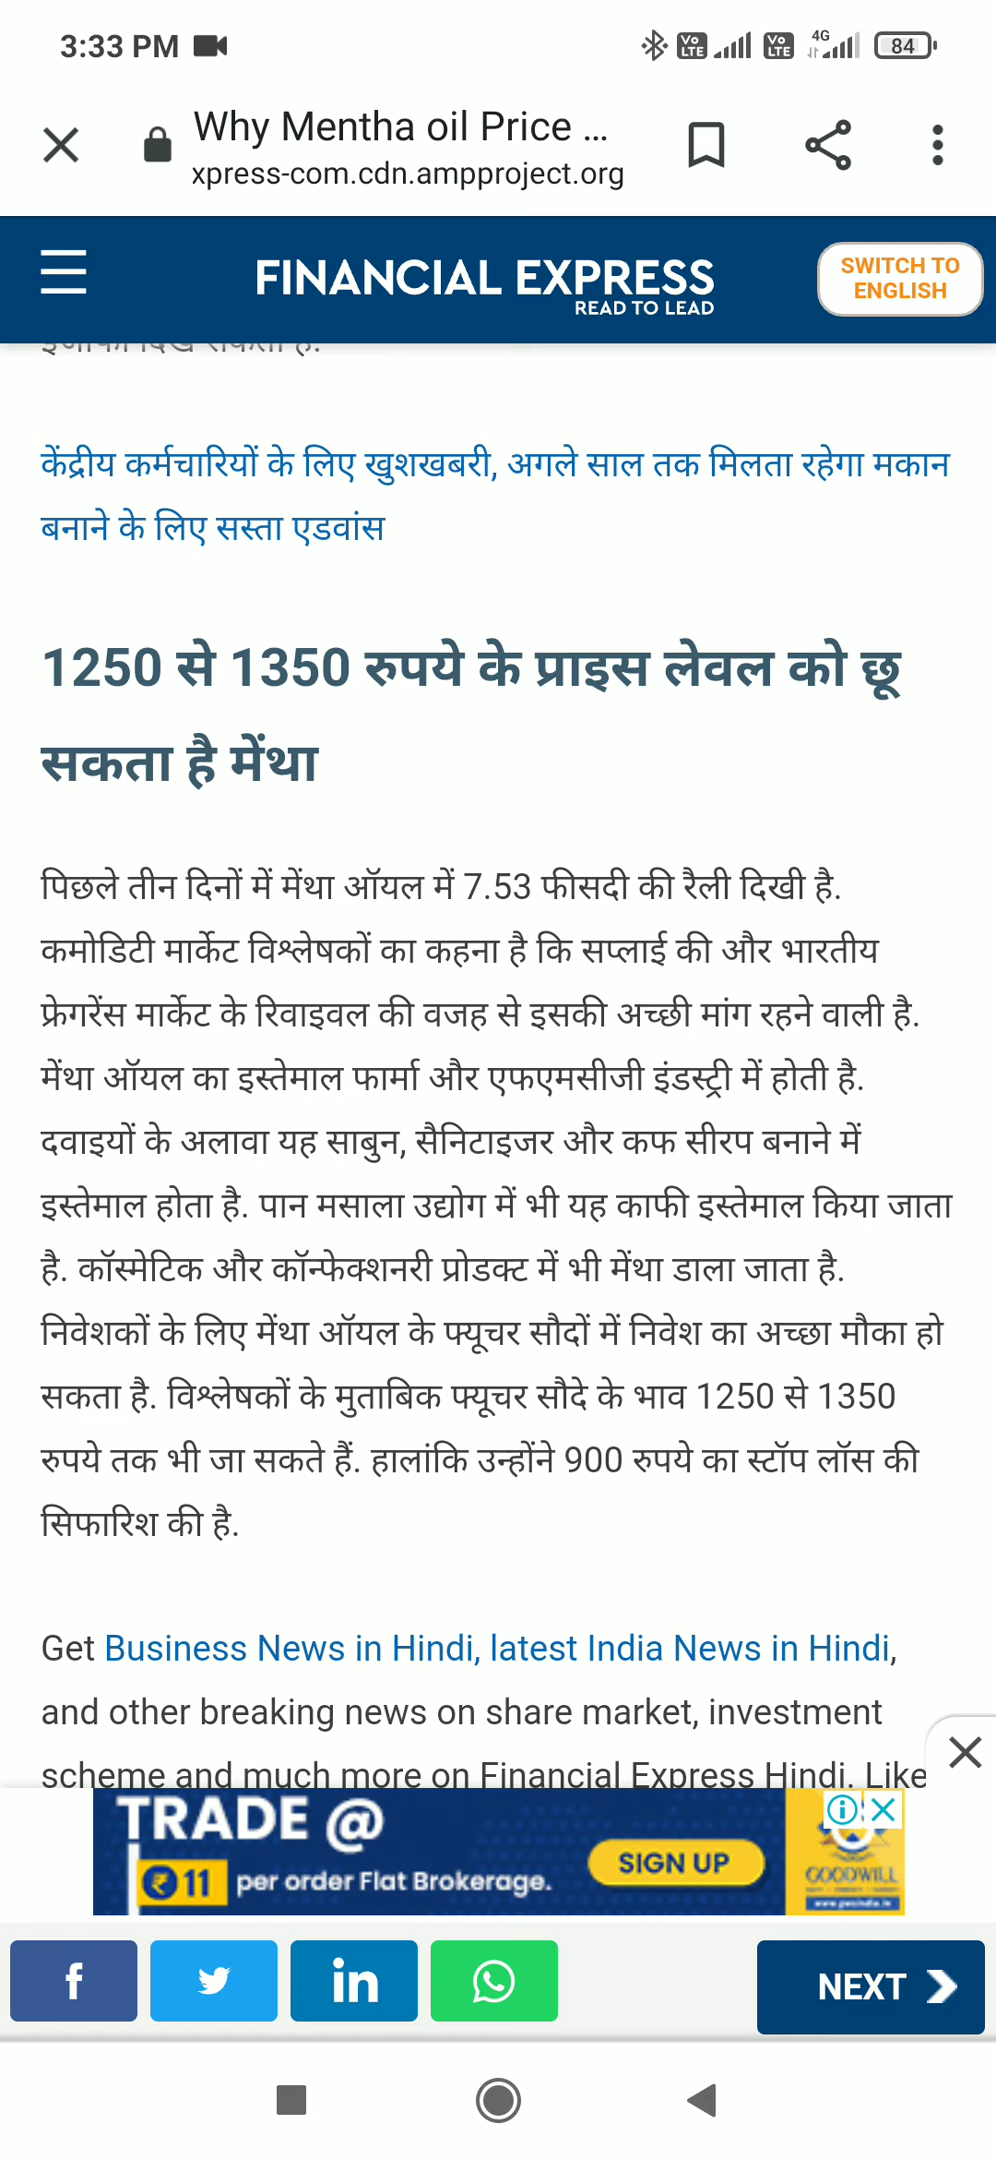 3:33 PM
Vo LTE Vo LTE 4G 84
Why Mentha oil Price ...
xpress-com.cdn.ampproject.org
FINANCIAL EXPRESS
READ TO LEAD
SWITCH TO
ENGLISH
केंद्रीय कर्मचारियों के लिए खुशखबरी, अगले साल तक मिलता रहेगा मकान
बनाने के लिए सस्ता एडवांस
1250 से 1350 रुपये के प्राइस लेवल को छू
सकता है मेंथा
पिछले तीन दिनों में मेंथा ऑयल में 7.53 फीसदी की रैली दिखी है.
कमोडिटी मार्केट विश्लेषकों का कहना है कि सप्लाई की और भारतीय
फ्रेगरेंस मार्केट के रिवाइवल की वजह से इसकी अच्छी मांग रहने वाली है.
मेंथा ऑयल का इस्तेमाल फार्मा और एफएमसीजी इंडस्ट्री में होती है.
दवाइयों के अलावा यह साबुन, सैनिटाइजर और कफ सीरप बनाने में
इस्तेमाल होता है. पान मसाला उद्योग में भी यह काफी इस्तेमाल किया जाता
है. कॉस्मेटिक और कॉन्फेक्शनरी प्रोडक्ट में भी मेंथा डाला जाता है.
निवेशकों के लिए मेंथा ऑयल के फ्यूचर सौदों में निवेश का अच्छा मौका हो
सकता है. विश्लेषकों के मुताबिक फ्यूचर सौदे के भाव 1250 से 1350
रुपये तक भी जा सकते हैं. हालांकि उन्होंने 900 रुपये का स्टॉप लॉस की
सिफारिश की है.
Get Business News in Hindi, latest India News in Hindi,
and other breaking news on share market, investment
scheme and much more on Financial Express Hindi. Like
TRADE @
₹ 11 per order Flat Brokerage.
SIGN UP
GOODWILL
NEXT